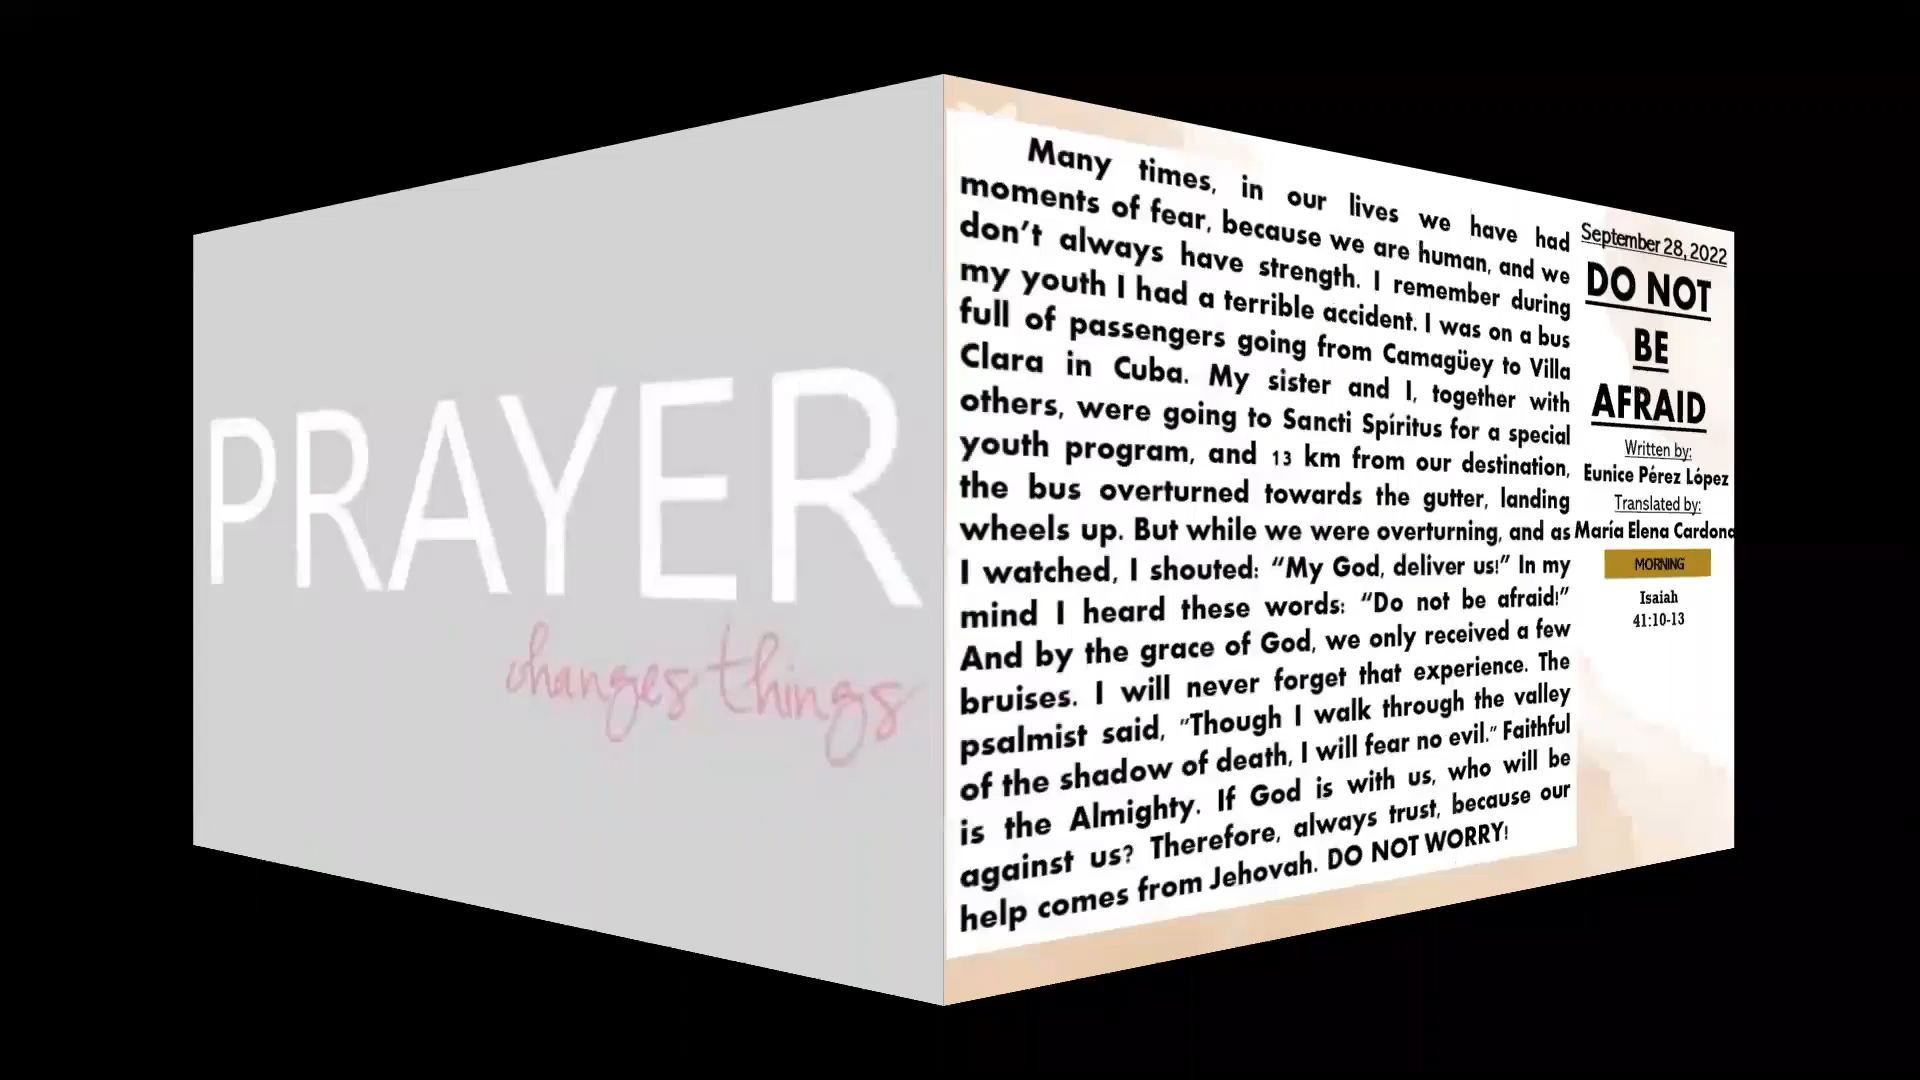 PRAYER
changes things
Many times, in our lives we have had
moments of fear, because we are human, and we
don't always have strength. I remember during
my youth I had a terrible accident. I was on a bus
full of passengers going from Camagüey to Villa
Clara in Cuba. My sister and I, together with
others, were going to Sancti Spíritus for a special
youth program, and 13 km from our destination,
the bus overturned towards the gutter, landing
wheels up. But while we were overturning, and as
I watched, I shouted: “My God, deliver us!” In my
mind I heard these words: “Do not be afraid!”
And by the grace of God, we only received a few
bruises. I will never forget that experience. The
psalmist said, "Though I walk through the valley
of the shadow of death, I will fear no evil." Faithful
is the Almighty. If God is with us, who will be
against us? Therefore, always trust, because our
help comes from Jehovah. DO NOT WORRY!
September 28, 2022
DO NOT
BE
AFRAID
Written by:
Eunice Pérez López
Translated by:
María Elena Cardona
MORNING
Isaiah
41:10-13